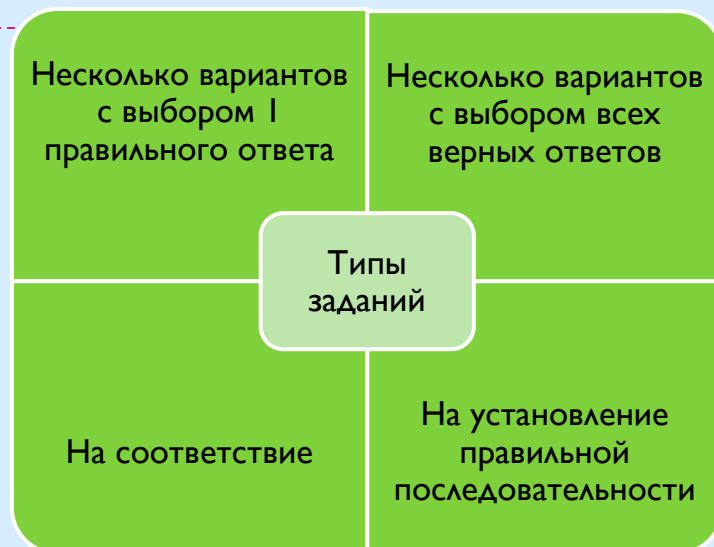 Несколько вариантов
с выбором 1
правильного ответа
Несколько вариантов
с выбором всех
верных ответов
Типы
заданий
На соответствие
На установление
правильной
последовательности